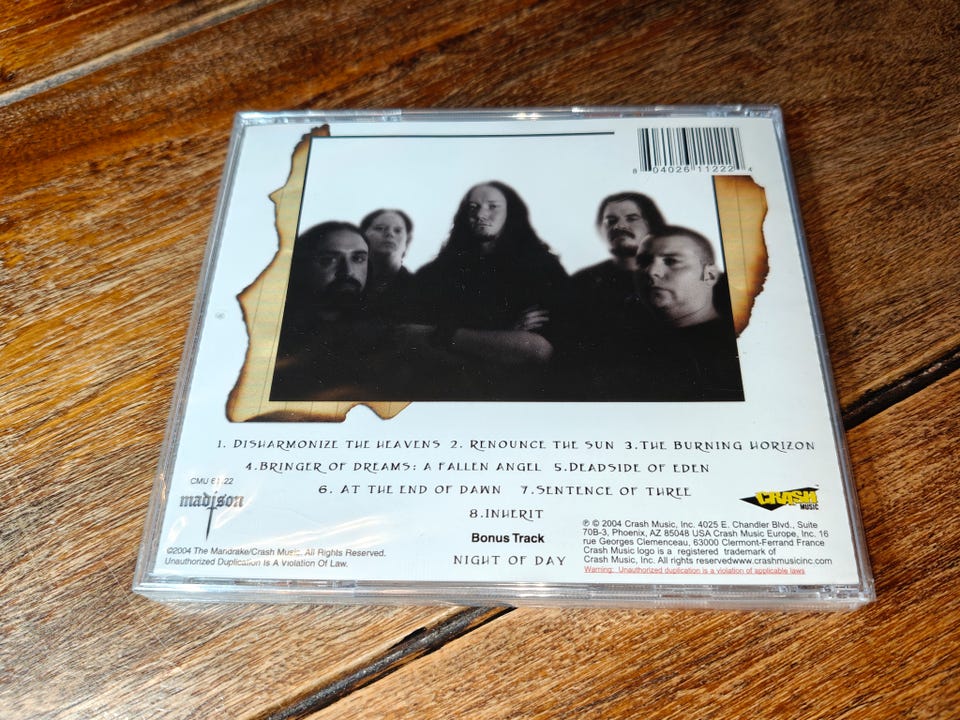 8 04026 11222 4
1. DISHARMONIZE THE HEAVENS 2. RENOUNCE THE SUN 3.THE BURNING HORIZON
4.BRINGER OF DREAMS: A FALLEN ANGEL 5.DEADSIDE OF EDEN
6. AT THE END OF DAWN 7.SENTENCE OF THREE
8.INHERIT
Bonus Track
NIGHT OF DAY
CMU 61122
madison
©2004 The Mandrake/Crash Music. All Rights Reserved.
Unauthorized Duplication Is A Violation Of Law.
CRASH
MUSIC
℗ © 2004 Crash Music, Inc. 4025 E. Chandler Blvd., Suite
70B-3, Phoenix, AZ 85048 USA Crash Music Europe, Inc. 16
rue Georges Clemenceau, 63000 Clermont-Ferrand France
Crash Music logo is a registered trademark of
Crash Music, Inc. All rights reservedwww.crashmusicinc.com
Warning: Unauthorized duplication is a violation of applicable laws